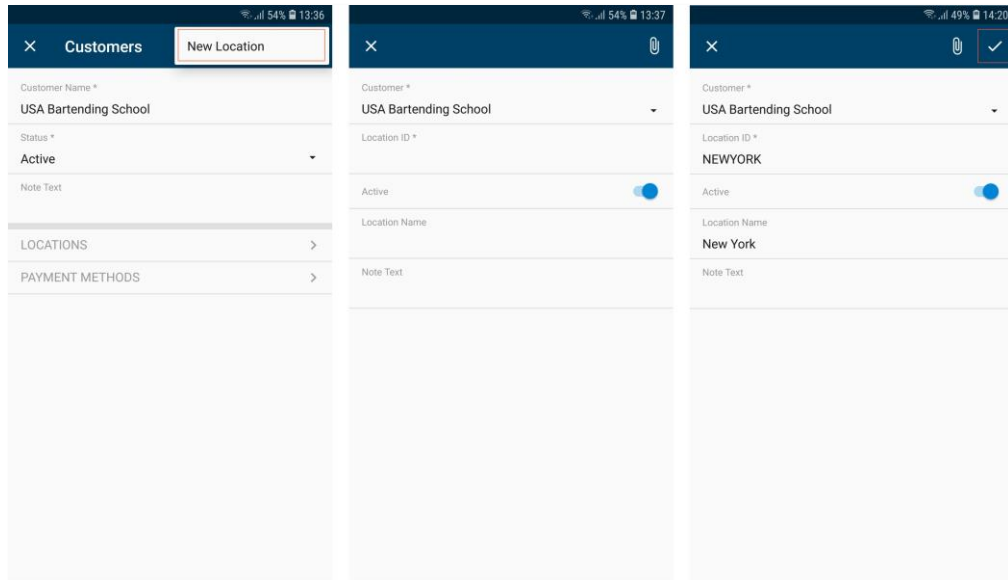 54% 13:36
Customers
New Location
Customer Name *
USA Bartending School
Status *
Active
Note Text
LOCATIONS
PAYMENT METHODS
54% 13:37
Customer *
USA Bartending School
Location ID *
Active
Location Name
Note Text
49% 14:20
Customer *
USA Bartending School
Location ID *
NEWYORK
Active
Location Name
New York
Note Text